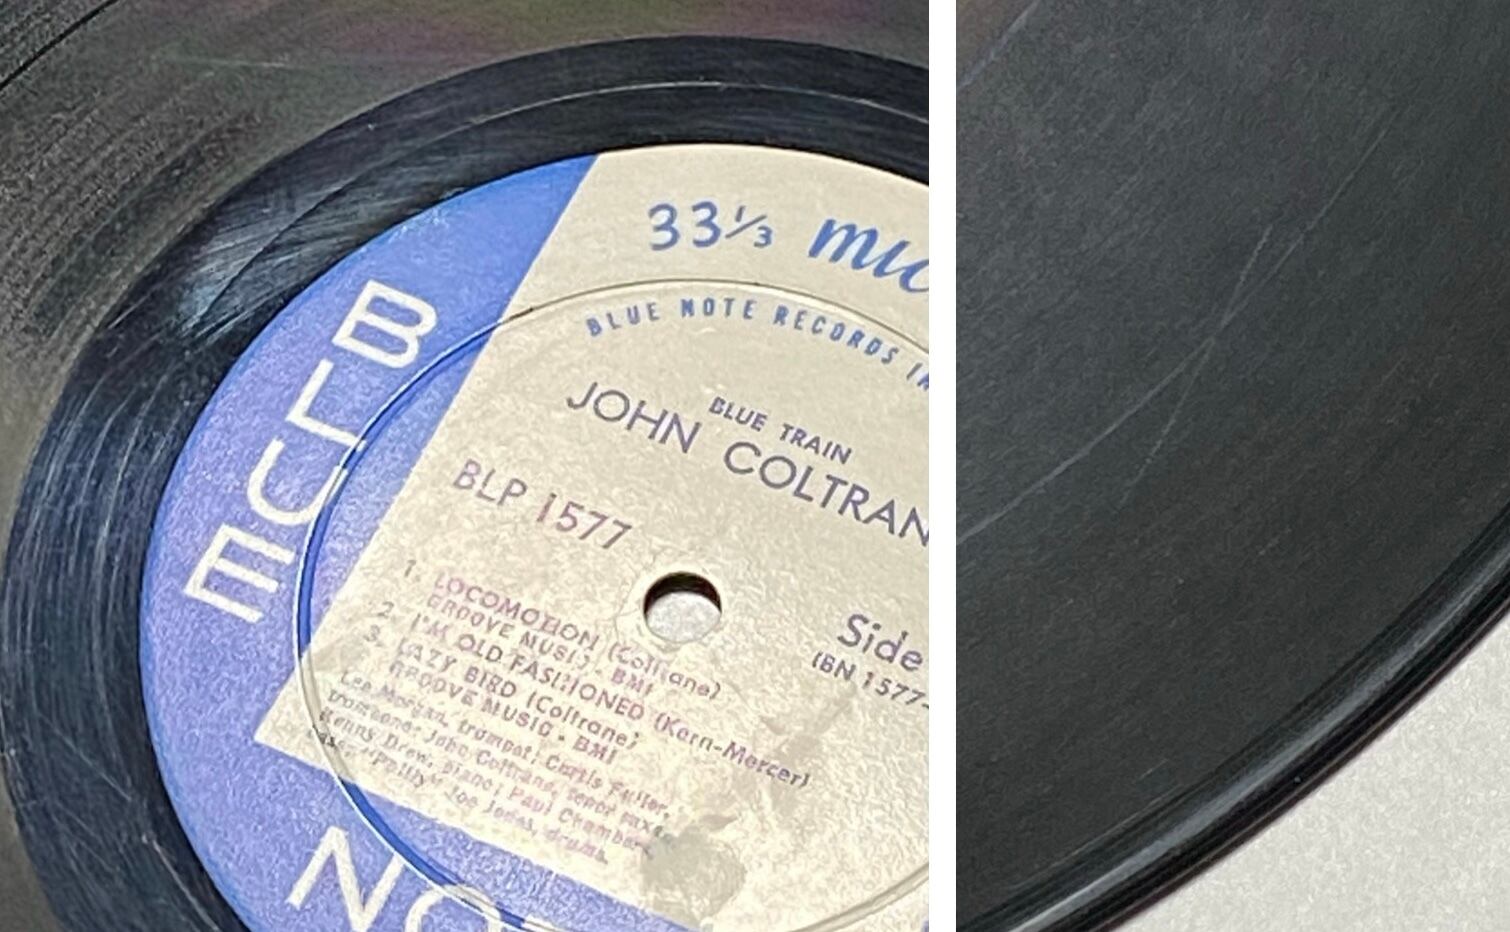 33⅓ mic
BLUE NOTE RECORDS IN
BLUE TRAIN
JOHN COLTRAN
BLP 1577
Side
(BN 1577-
1. LOCOMOTION (Coltrane)
GROOVE MUSIC - BMI
2. I'M OLD FASHIONED (Kern-Mercer)
3. LAZY BIRD (Coltrane)
GROOVE MUSIC - BMI
Lee Morgan, trumpet; Curtis Fuller,
trombone; John Coltrane, tenor sax;
Kenny Drew, piano; Paul Chambers,
bass; "Philly" Joe Jones, drums.
BLUE
NO